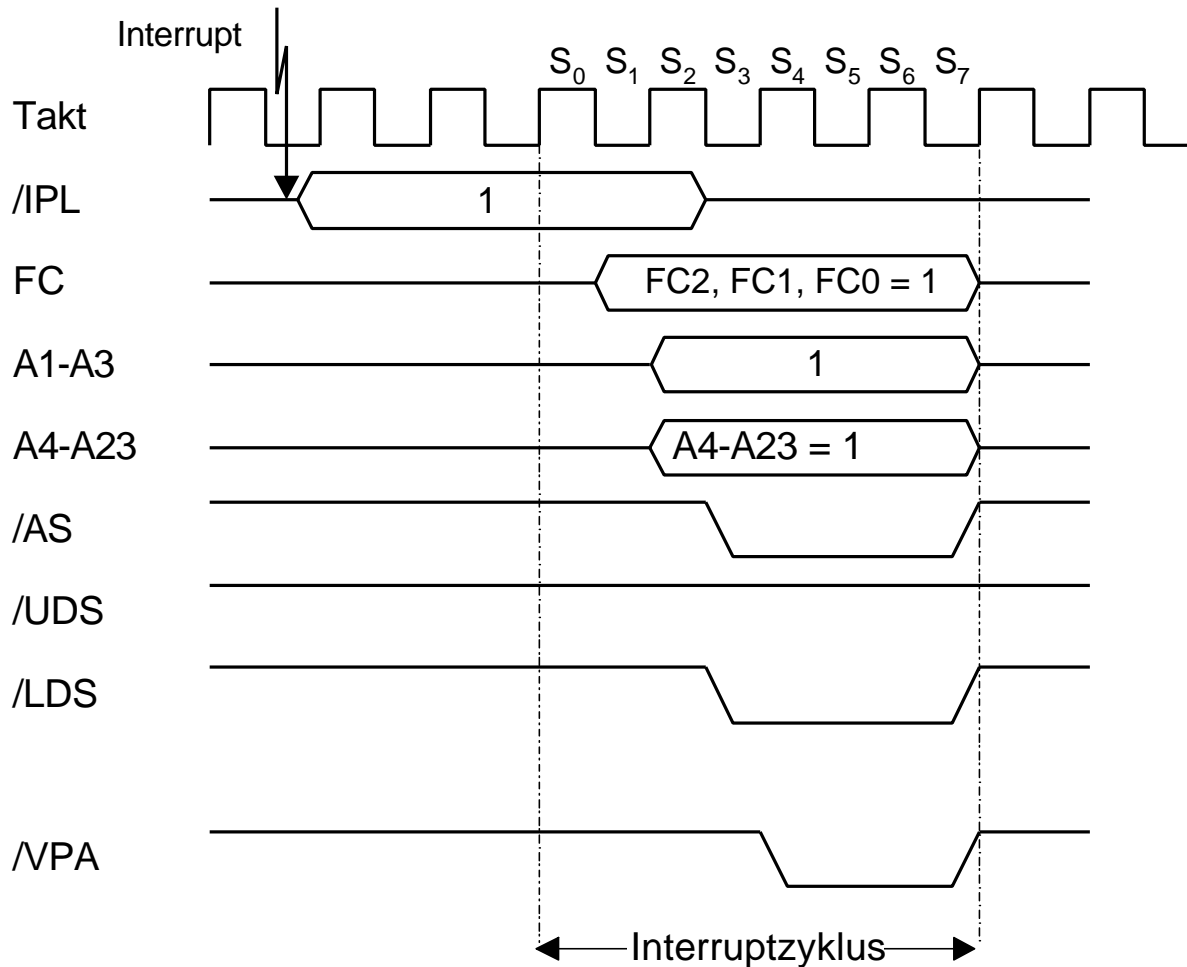 Interrupt
S0 S1 S2 S3 S4 S5 S6 S7
Takt
/IPL 1
FC FC2, FC1, FC0 = 1
A1-A3 1
A4-A23 A4-A23 = 1
/AS
/UDS
/LDS
/VPA
Interruptzyklus